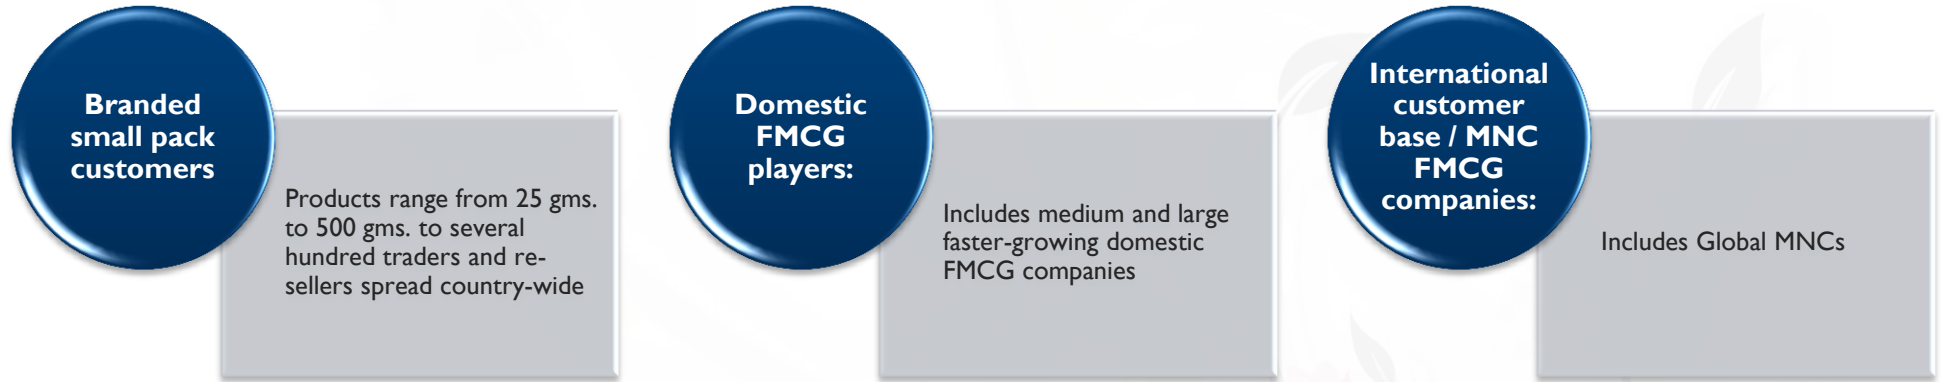 Branded
small pack
customers
Products range from 25 gms.
to 500 gms. to several
hundred traders and re-
sellers spread country-wide
Domestic
FMCG
players:
Includes medium and large
faster-growing domestic
FMCG companies
International
customer
base / MNC
FMCG
companies:
Includes Global MNCs